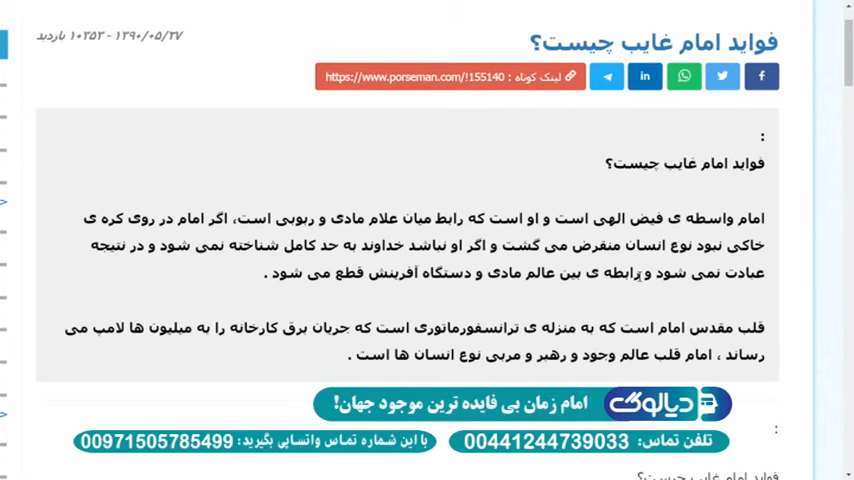 فواید امام غایب چیست؟
۱۳۹۰/۰۵/۲۷ - ۱۰۳۵۳ بازدید
لینک کوتاه : https://www.porseman.com/!155140
:
فواید امام غایب چیست؟
امام واسطه ی فیض الهی است و او است که رابط میان علام مادی و ربوبی است، اگر امام در روی کره ی
خاکی نبود نوع انسان منقرض می گشت و اگر او نباشد خداوند به حد کامل شناخته نمی شود و در نتیجه
عبادت نمی شود و رابطه ی بین عالم مادی و دستگاه آفرینش قطع می شود .
قلب مقدس امام است که به منزله ی ترانسفورماتوری است که جریان برق کارخانه را به میلیون ها لامپ می
رساند ، امام قلب عالم وجود و رهبر و مربی نوع انسان ها است .
دیالوگ
امام زمان بی فایده ترین موجود جهان!
تلفن تماس: 00441244739033
با این شماره تماس واتساپی بگیرید: 00971505785499
:
فواید امام غایب چیست؟